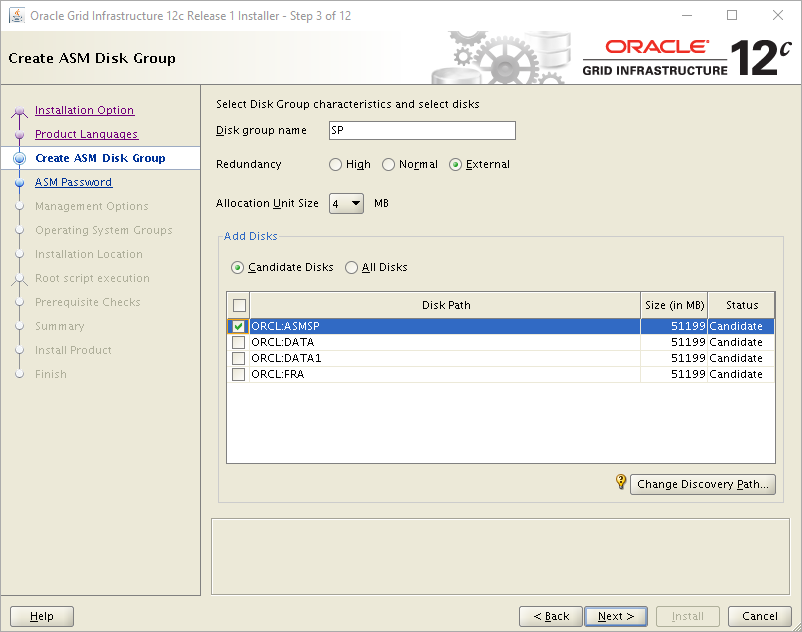 Oracle Grid Infrastructure 12c Release 1 Installer - Step 3 of 12
Create ASM Disk Group
ORACLE®
GRID INFRASTRUCTURE
12c
Installation Option
Product Languages
Create ASM Disk Group
ASM Password
Management Options
Operating System Groups
Installation Location
Root script execution
Prerequisite Checks
Summary
Install Product
Finish
Select Disk Group characteristics and select disks
Disk group name SP
Redundancy High Normal External
Allocation Unit Size 4 MB
Add Disks
Candidate Disks All Disks
Disk Path Size (in MB) Status
ORCL:ASMSP 51199 Candidate
ORCL:DATA 51199 Candidate
ORCL:DATA1 51199 Candidate
ORCL:FRA 51199 Candidate
Change Discovery Path...
Help < Back Next > Install Cancel